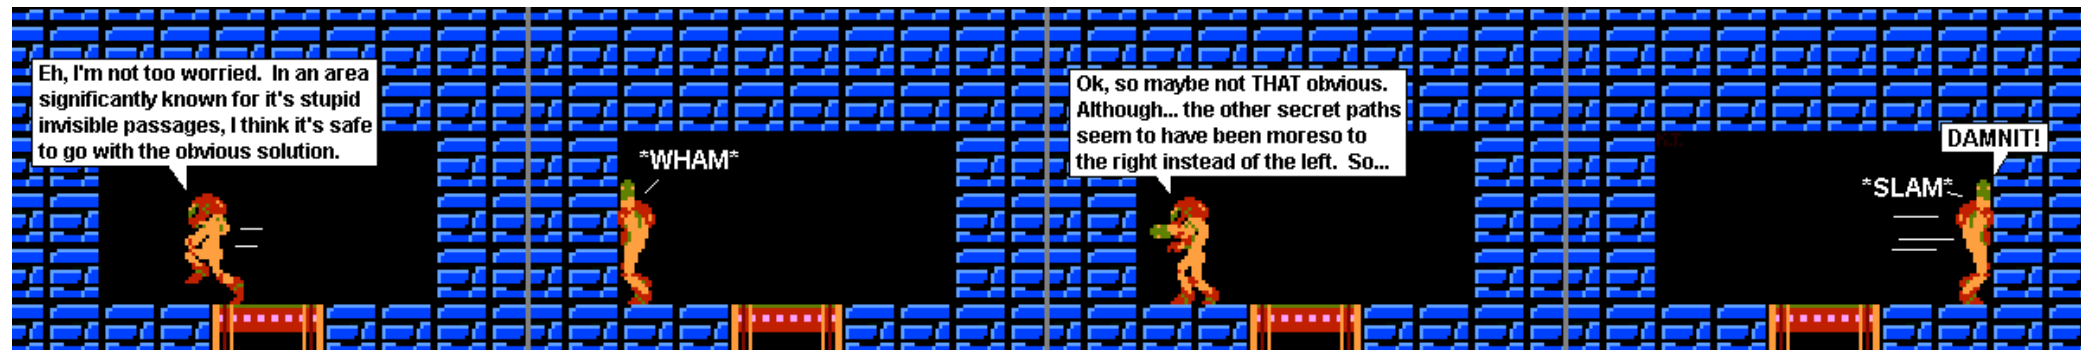 Eh, I'm not too worried. In an area
significantly known for it's stupid
invisible passages, I think it's safe
to go with the obvious solution.
*WHAM*
Ok, so maybe not THAT obvious.
Although... the other secret paths
seem to have been moreso to
the right instead of the left. So...
DAMNIT!
*SLAM*